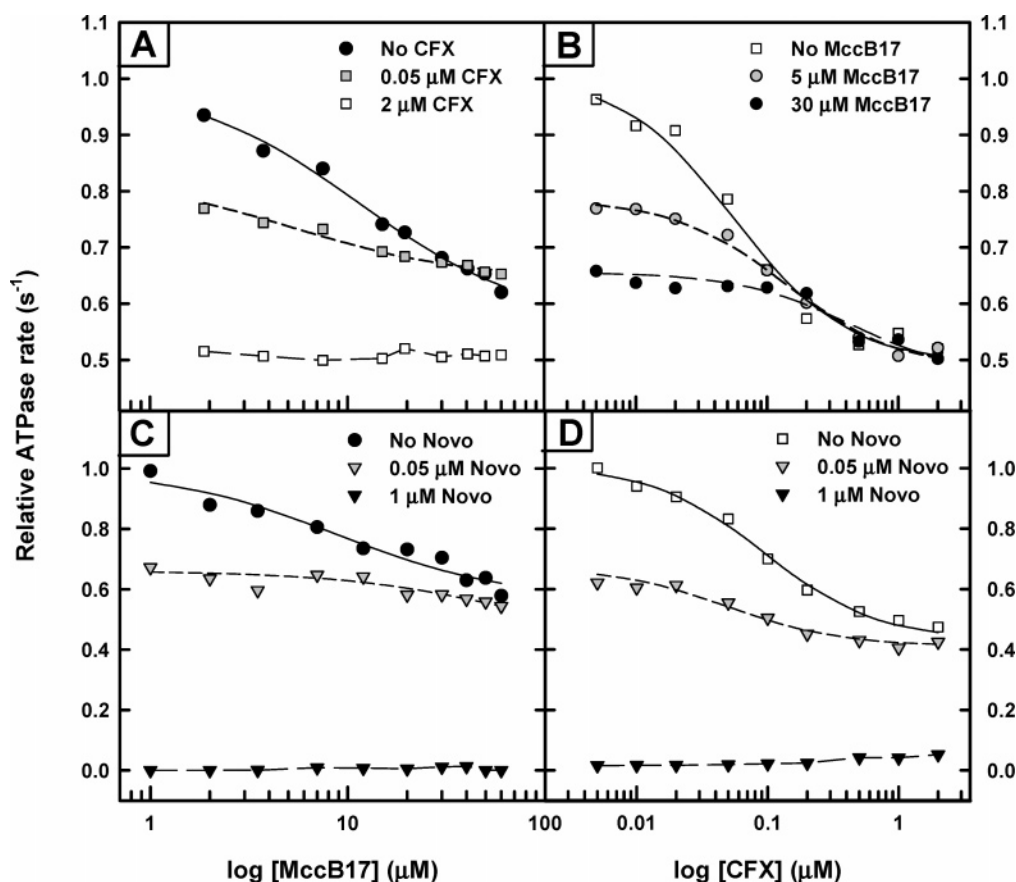 A
No CFX
0.05 μM CFX
2 μM CFX
B
No MccB17
5 μM MccB17
30 μM MccB17
C
No Novo
0.05 μM Novo
1 μM Novo
D
No Novo
0.05 μM Novo
1 μM Novo
Relative ATPase rate (s⁻¹)
1.1
1.0
0.9
0.8
0.7
0.6
0.5
1.0
0.8
0.6
0.4
0.2
0.0
1.1
1.0
0.9
0.8
0.7
0.6
0.5
1.0
0.8
0.6
0.4
0.2
0.0
1 10 100
0.01 0.1 1
log [MccB17] (μM)
log [CFX] (μM)